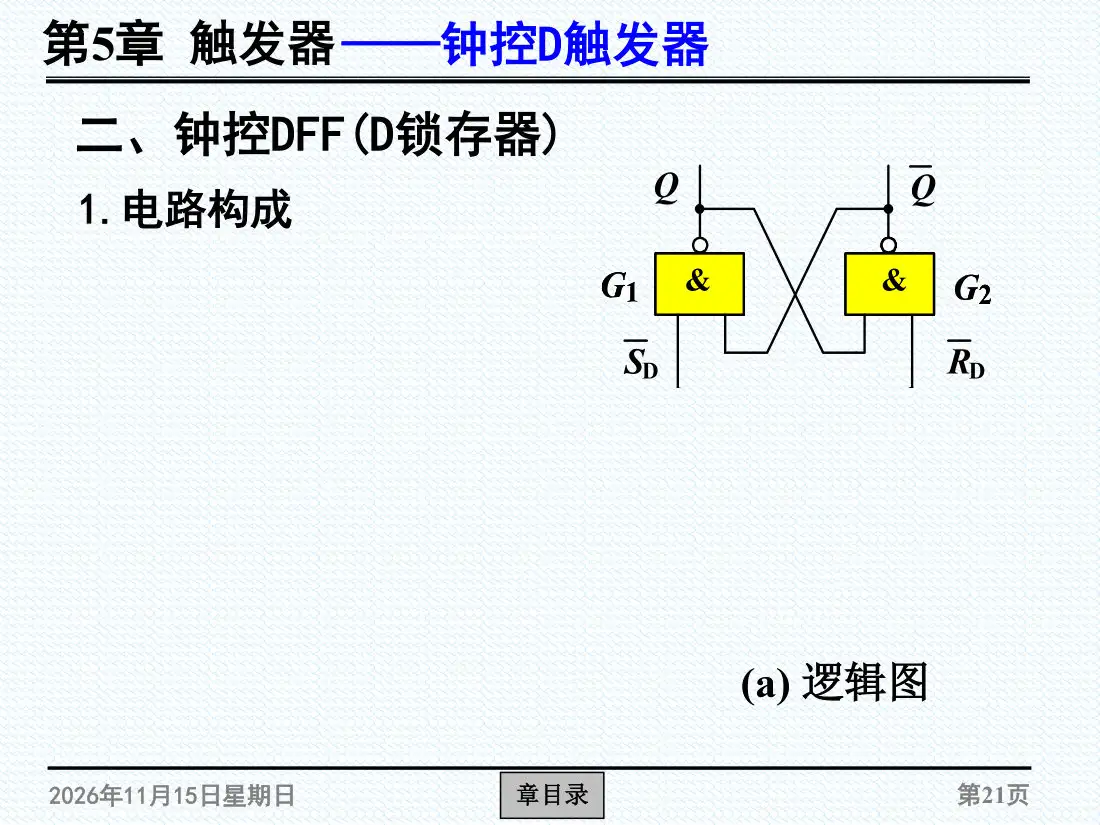 第5章 触发器——钟控D触发器
二、钟控DFF(D锁存器)
1.电路构成
Q Q̅
G1 & & G2
S̅D R̅D
(a) 逻辑图
2026年11月15日星期日 章目录 第21页